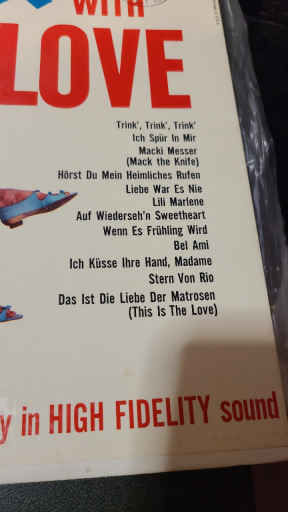 WITH
LOVE
Trink', Trink', Trink'
Ich Spür In Mir
Macki Messer
(Mack the Knife)
Hörst Du Mein Heimliches Rufen
Liebe War Es Nie
Lili Marlene
Auf Wiederseh'n Sweetheart
Wenn Es Frühling Wird
Bel Ami
Ich Küsse Ihre Hand, Madame
Stern Von Rio
Das Ist Die Liebe Der Matrosen
(This Is The Love)
y in HIGH FIDELITY sound